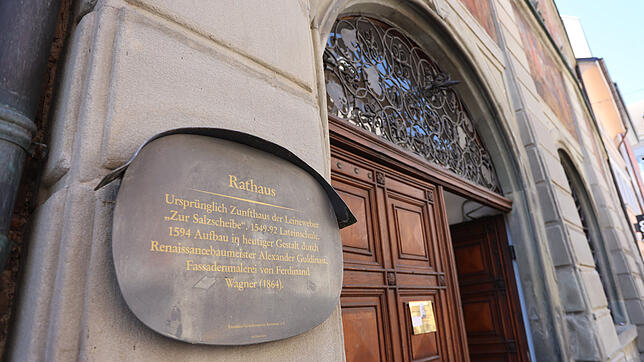 Rathaus
Ursprünglich Zunfthaus der Leineweber
„Zur Salzscheibe“. 1549-92 Lateinschule.
1594 Aufbau in heutiger Gestalt durch
Renaissancebaumeister Alexander Guldinast.
Fassadenmalerei von Ferdinand
Wagner (1864).